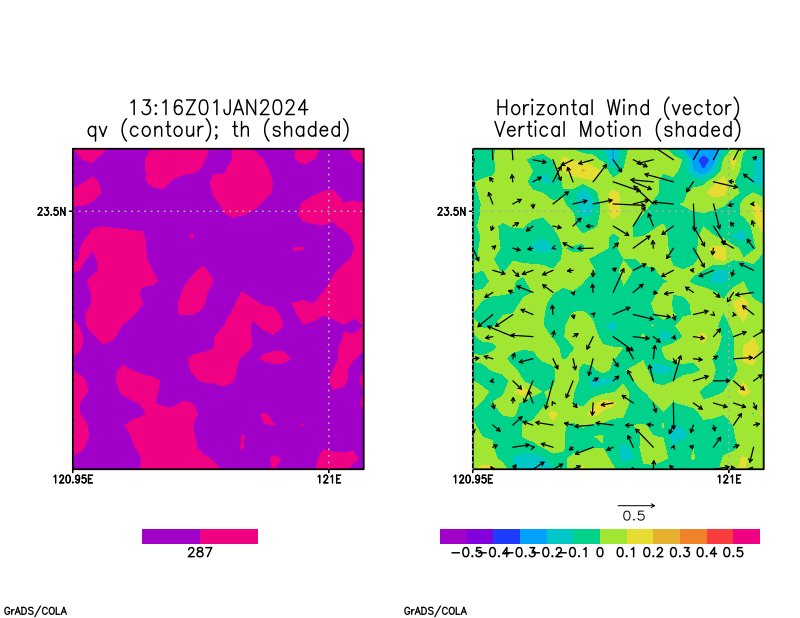 13:16Z01JAN2024
qv (contour); th (shaded)
23.5N
120.95E
121E
287
Horizontal Wind (vector)
Vertical Motion (shaded)
23.5N
120.95E
121E
0.5
-0.5 -0.4 -0.3 -0.2 -0.1 0 0.1 0.2 0.3 0.4 0.5
GrADS/COLA
GrADS/COLA